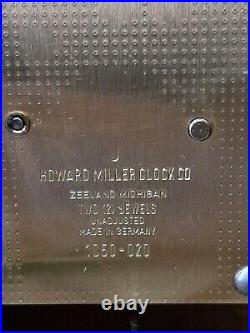 J
HOWARD MILLER CLOCK CO
ZEELAND MICHIGAN
TWO (2) JEWELS
UNADJUSTED
MADE IN GERMANY
1050-020